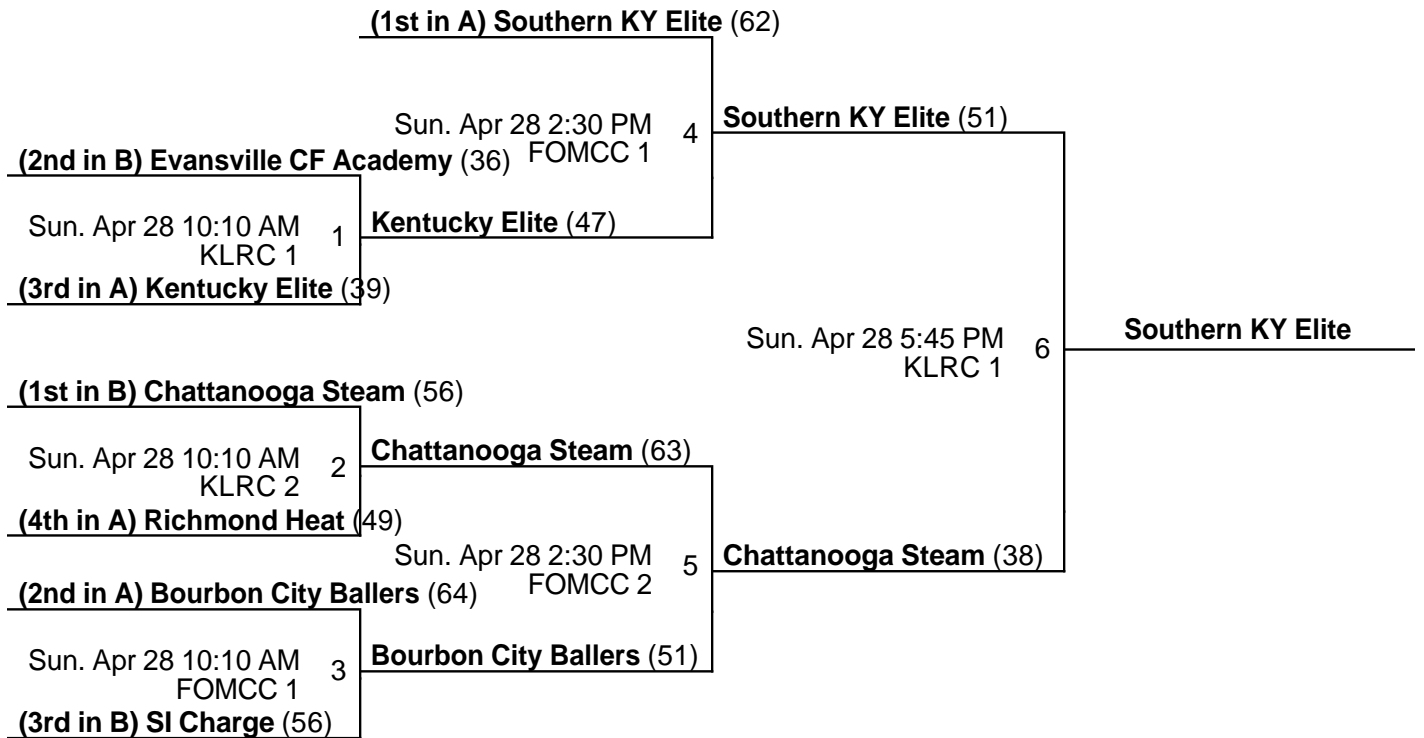 (1st in A) Southern KY Elite (62)
Sun. Apr 28 2:30 PM
FOMCC 1
4
Southern KY Elite (51)
(2nd in B) Evansville CF Academy (36)
Sun. Apr 28 10:10 AM
KLRC 1
1
Kentucky Elite (47)
(3rd in A) Kentucky Elite (39)
Sun. Apr 28 5:45 PM
KLRC 1
6
Southern KY Elite
(1st in B) Chattanooga Steam (56)
Sun. Apr 28 10:10 AM
KLRC 2
2
Chattanooga Steam (63)
(4th in A) Richmond Heat (49)
Sun. Apr 28 2:30 PM
FOMCC 2
5
Chattanooga Steam (38)
(2nd in A) Bourbon City Ballers (64)
Sun. Apr 28 10:10 AM
FOMCC 1
3
Bourbon City Ballers (51)
(3rd in B) SI Charge (56)